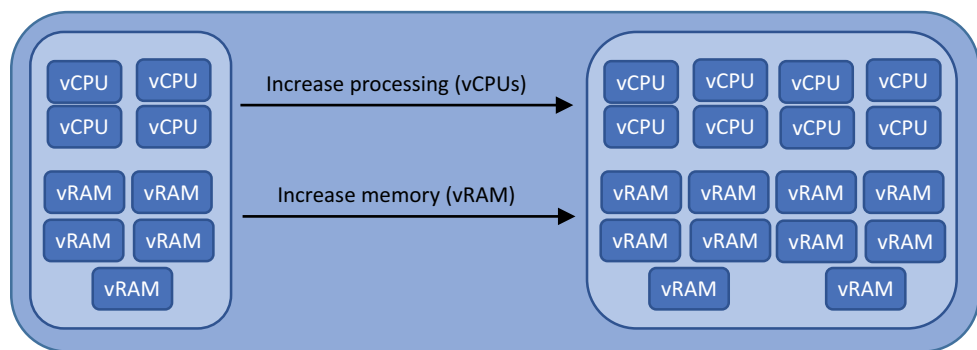 vCPU vCPU Increase processing (vCPUs) vCPU vCPU vCPU vCPU
vCPU vCPU vCPU vCPU vCPU vCPU
vRAM vRAM Increase memory (vRAM) vRAM vRAM vRAM vRAM
vRAM vRAM vRAM vRAM vRAM vRAM
vRAM vRAM vRAM